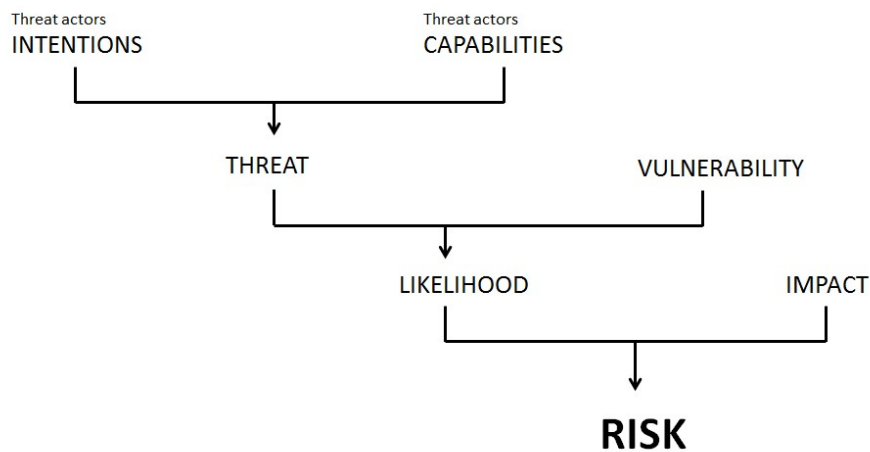 Threat actors
INTENTIONS
Threat actors
CAPABILITIES
THREAT
VULNERABILITY
LIKELIHOOD
IMPACT
RISK